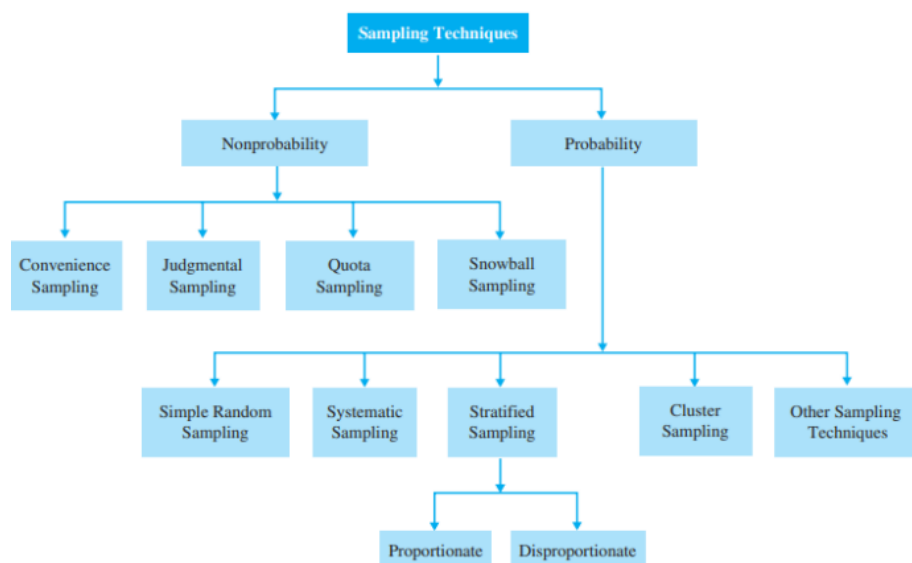 Sampling Techniques
Nonprobability
Probability
Convenience
Sampling
Judgmental
Sampling
Quota
Sampling
Snowball
Sampling
Simple Random
Sampling
Systematic
Sampling
Stratified
Sampling
Cluster
Sampling
Other Sampling
Techniques
Proportionate
Disproportionate